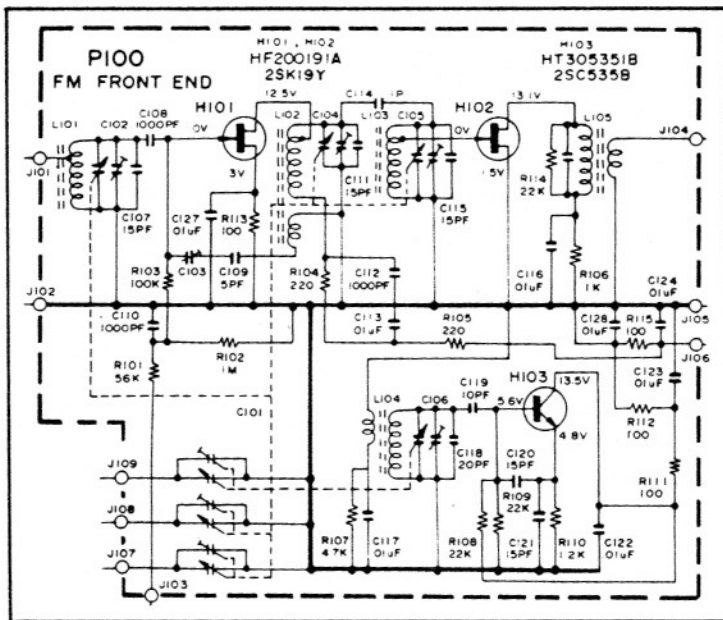 P100
FM FRONT END
H101, H102
HF200191A
2SK19Y
H103
HT305351B
2SC535B
L101
C102
C108
1000PF
H101
12.5V
L102
C104
C114
1P
L103
C105
H102
13.1V
L105
J104
J101
0V
3V
0V
1.5V
R114
22K
C107
15PF
C127
.01uF
R113
100
C111
15PF
C115
15PF
R103
100K
C103
C109
5PF
R104
220
C112
1000PF
C116
.01uF
R106
1K
C124
.01uF
J102
J105
C110
1000PF
C113
.01uF
R105
220
C128
.01uF
R115
100
J106
R102
1M
R101
56K
C123
.01uF
C101
L104
C106
C119
10PF
5.6V
H103
13.5V
4.8V
R112
100
C118
20PF
C120
15PF
R109
22K
R111
100
J109
J108
J107
J103
R107
4.7K
C117
.01uF
R108
22K
C121
15PF
R110
1.2K
C122
.01uF